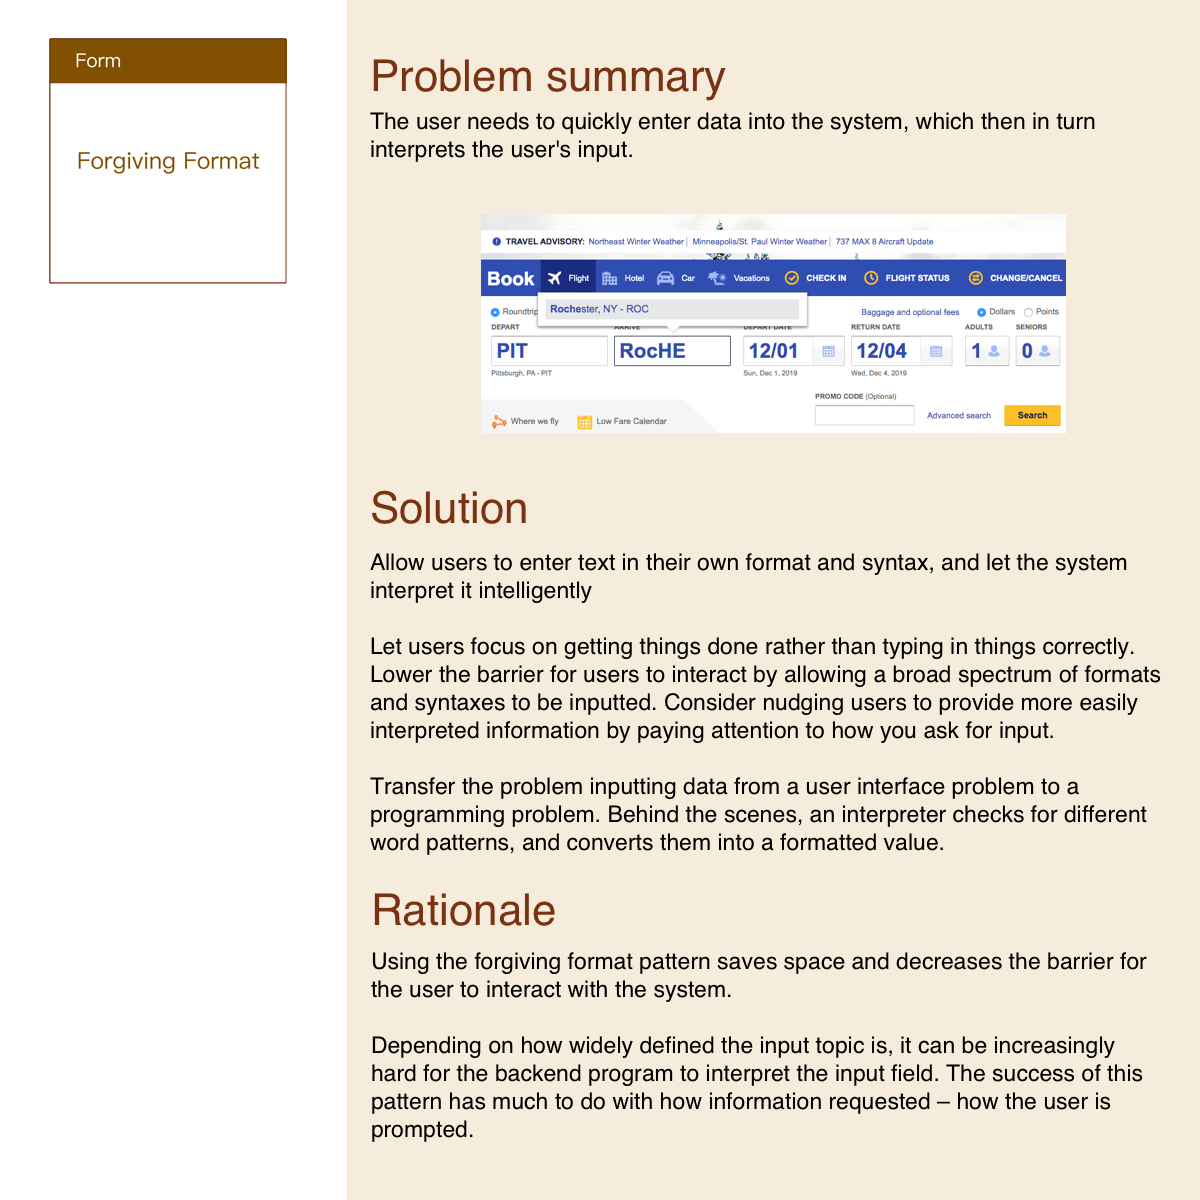 Form
Forgiving Format
Problem summary
The user needs to quickly enter data into the system, which then in turn
interprets the user's input.
TRAVEL ADVISORY: Northeast Winter Weather | Minneapolis/St. Paul Winter Weather | 737 MAX 8 Aircraft Update
Book Flight Hotel Car Vacations CHECK IN FLIGHT STATUS CHANGE/CANCEL
Rochester, NY - ROC
Roundtrip Baggage and optional fees Dollars Points
DEPART ARRIVE DEPART DATE RETURN DATE ADULTS SENIORS
PIT RocHE 12/01 12/04 1 0
Pittsburgh, PA - PIT Sun, Dec 1, 2019 Wed, Dec 4, 2019
PROMO CODE (Optional)
Where we fly Low Fare Calendar Advanced search Search
Solution
Allow users to enter text in their own format and syntax, and let the system
interpret it intelligently
Let users focus on getting things done rather than typing in things correctly.
Lower the barrier for users to interact by allowing a broad spectrum of formats
and syntaxes to be inputted. Consider nudging users to provide more easily
interpreted information by paying attention to how you ask for input.
Transfer the problem inputting data from a user interface problem to a
programming problem. Behind the scenes, an interpreter checks for different
word patterns, and converts them into a formatted value.
Rationale
Using the forgiving format pattern saves space and decreases the barrier for
the user to interact with the system.
Depending on how widely defined the input topic is, it can be increasingly
hard for the backend program to interpret the input field. The success of this
pattern has much to do with how information requested – how the user is
prompted.